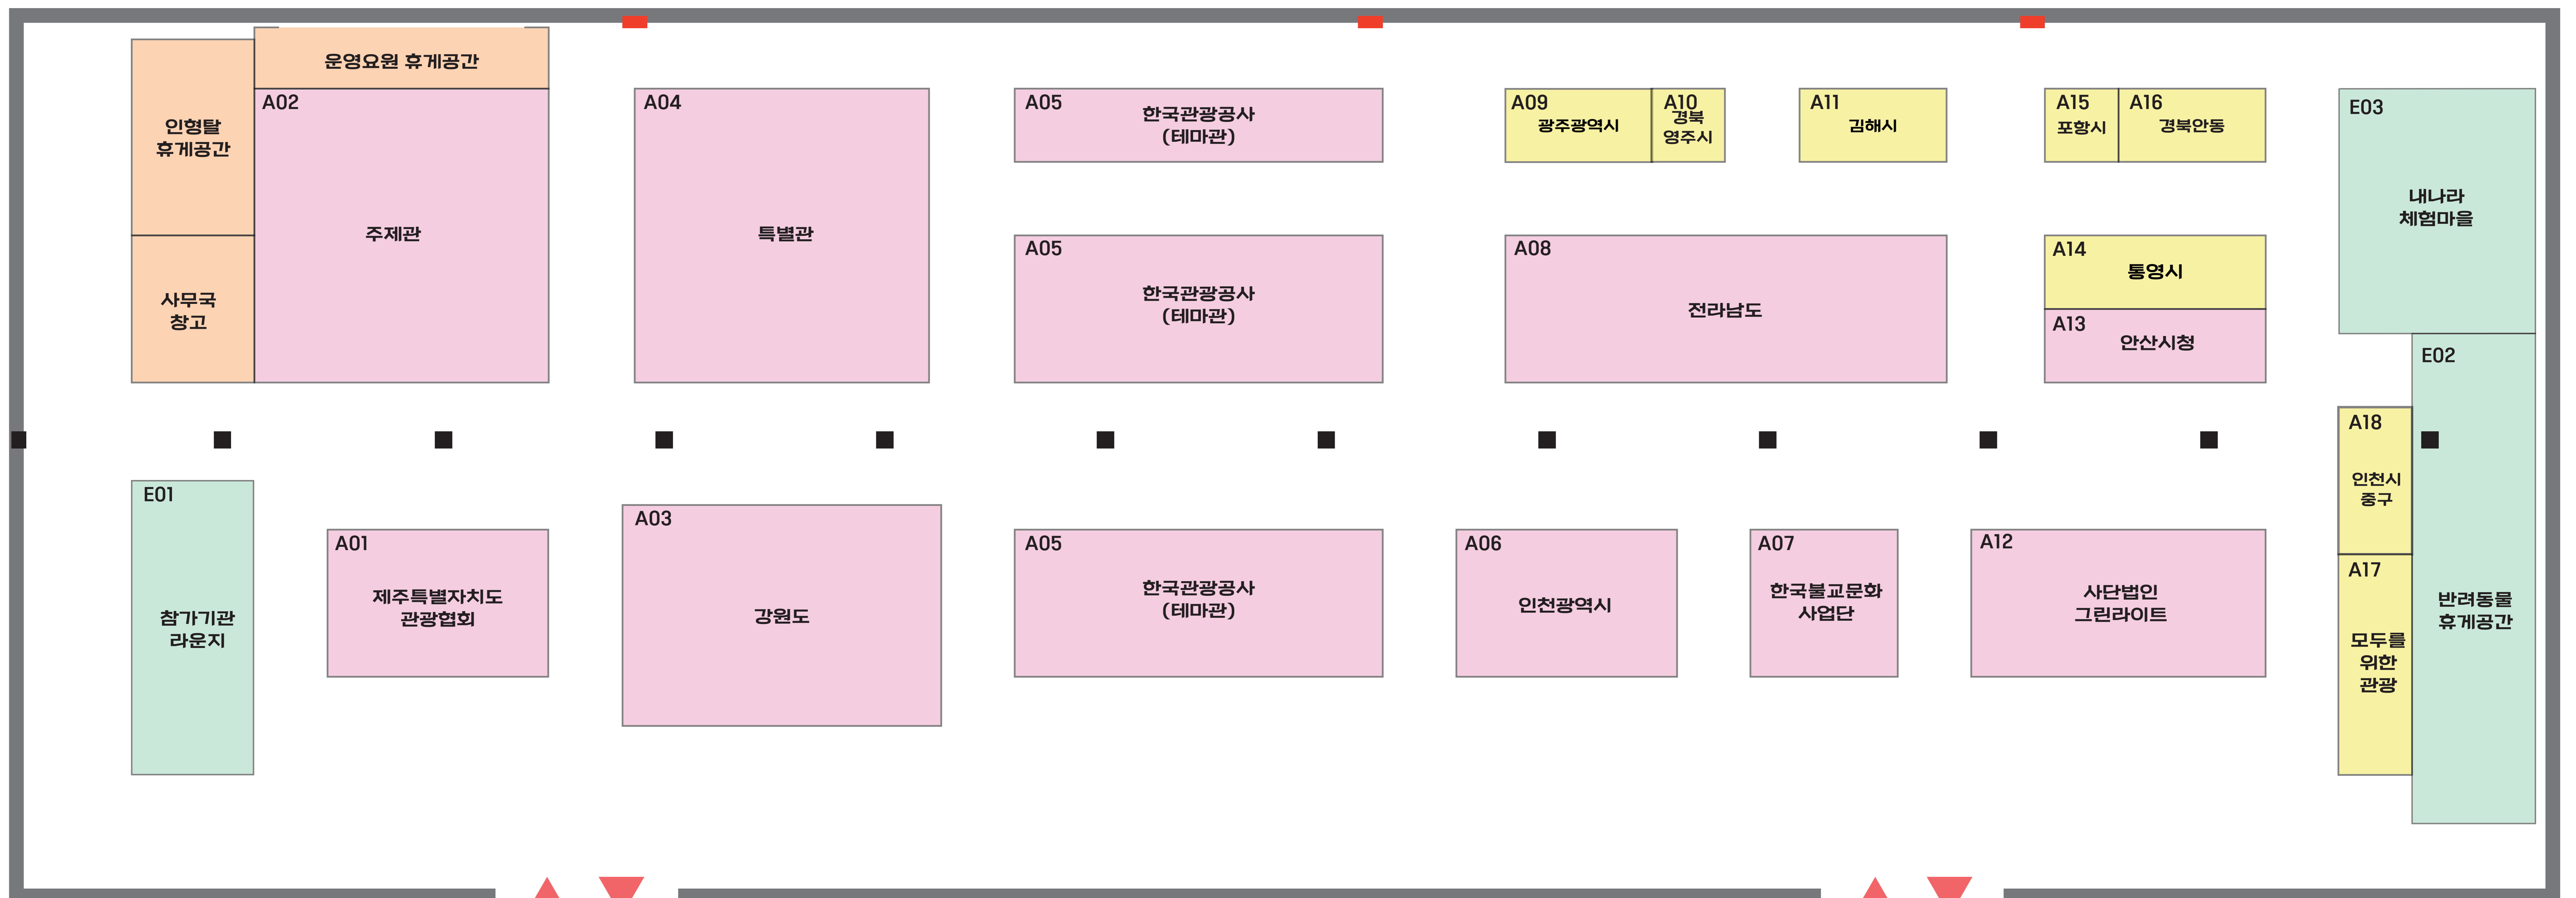 운영요원 휴게공간
인형탈
휴게공간
사무국
창고
A02
주제관
A04
특별관
A05
한국관광공사
(테마관)
A05
한국관광공사
(테마관)
A09
광주광역시
A10
경북
영주시
A11
김해시
A15
포항시
A16
경북안동
A08
전라남도
A14
통영시
A13
안산시청
E03
내나라
체험마을
E02
반려동물
휴게공간
A18
인천시
중구
A17
모두를
위한
관광
E01
참가기관
라운지
A01
제주특별자치도
관광협회
A03
강원도
A05
한국관광공사
(테마관)
A06
인천광역시
A07
한국불교문화
사업단
A12
사단법인
그린라이트